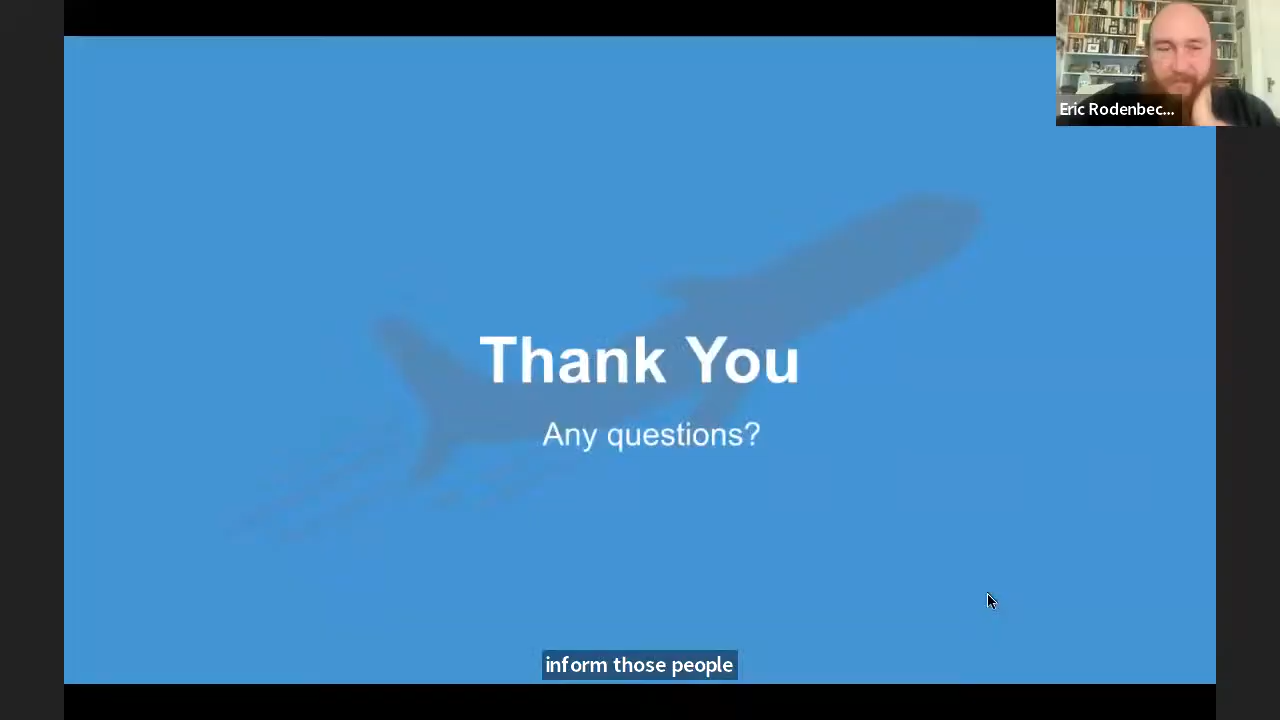 Eric Rodenbec...
Thank You
Any questions?
inform those people